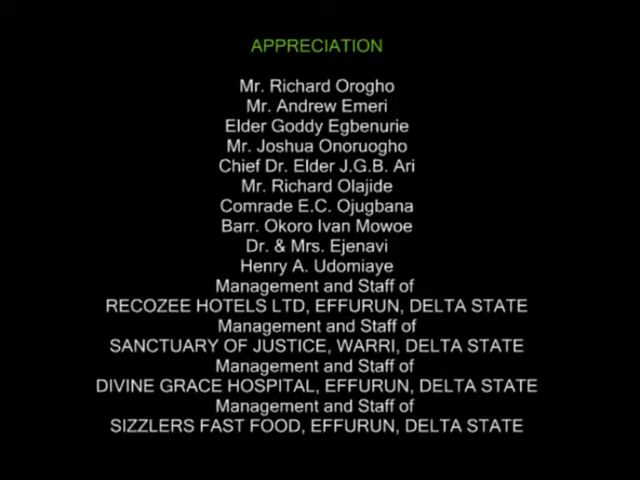 APPRECIATION
Mr. Richard Orogho
Mr. Andrew Emeri
Elder Goddy Egbenurie
Mr. Joshua Onoruogho
Chief Dr. Elder J.G.B. Ari
Mr. Richard Olajide
Comrade E.C. Ojugbana
Barr. Okoro Ivan Mowoe
Dr. & Mrs. Ejenavi
Henry A. Udomiaye
Management and Staff of
RECOZEE HOTELS LTD, EFFURUN, DELTA STATE
Management and Staff of
SANCTUARY OF JUSTICE, WARRI, DELTA STATE
Management and Staff of
DIVINE GRACE HOSPITAL, EFFURUN, DELTA STATE
Management and Staff of
SIZZLERS FAST FOOD, EFFURUN, DELTA STATE